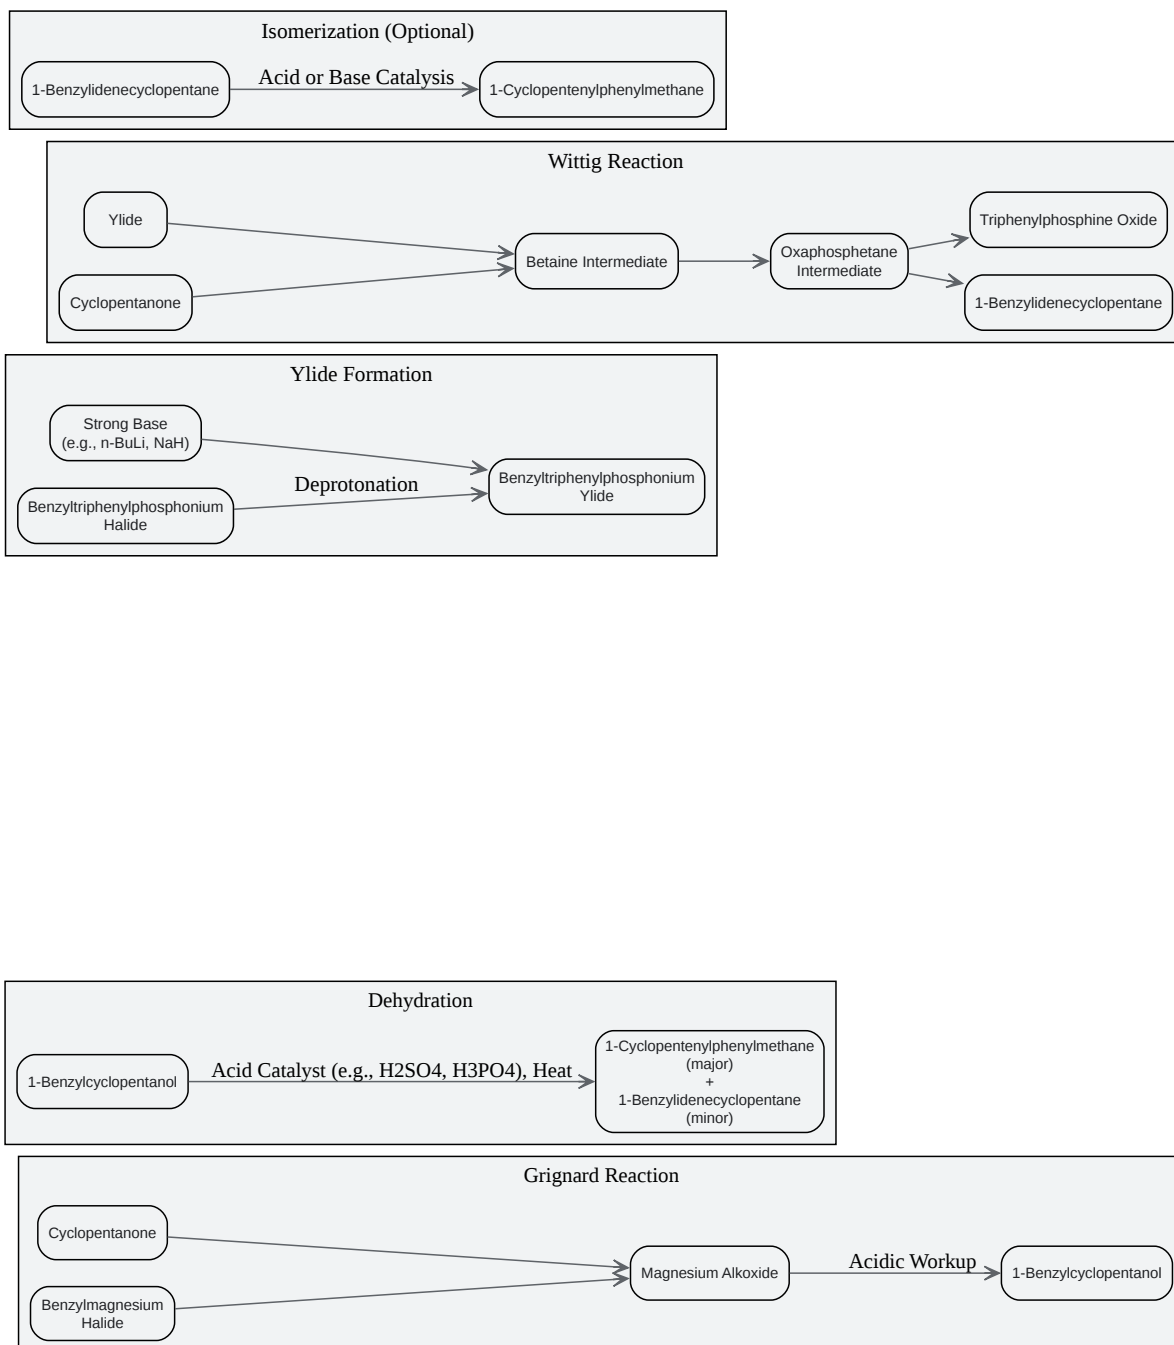 Isomerization (Optional)
1-Benzylidenecyclopentane
Acid or Base Catalysis
1-Cyclopentenylphenylmethane
Wittig Reaction
Ylide
Cyclopentanone
Betaine Intermediate
Oxaphosphetane
Intermediate
Triphenylphosphine Oxide
1-Benzylidenecyclopentane
Ylide Formation
Strong Base
(e.g., n-BuLi, NaH)
Benzyltriphenylphosphonium
Halide
Deprotonation
Benzyltriphenylphosphonium
Ylide
Dehydration
1-Benzylcyclopentanol
Acid Catalyst (e.g., H2SO4, H3PO4), Heat
1-Cyclopentenylphenylmethane
(major)
+
1-Benzylidenecyclopentane
(minor)
Grignard Reaction
Cyclopentanone
Benzylmagnesium
Halide
Magnesium Alkoxide
Acidic Workup
1-Benzylcyclopentanol